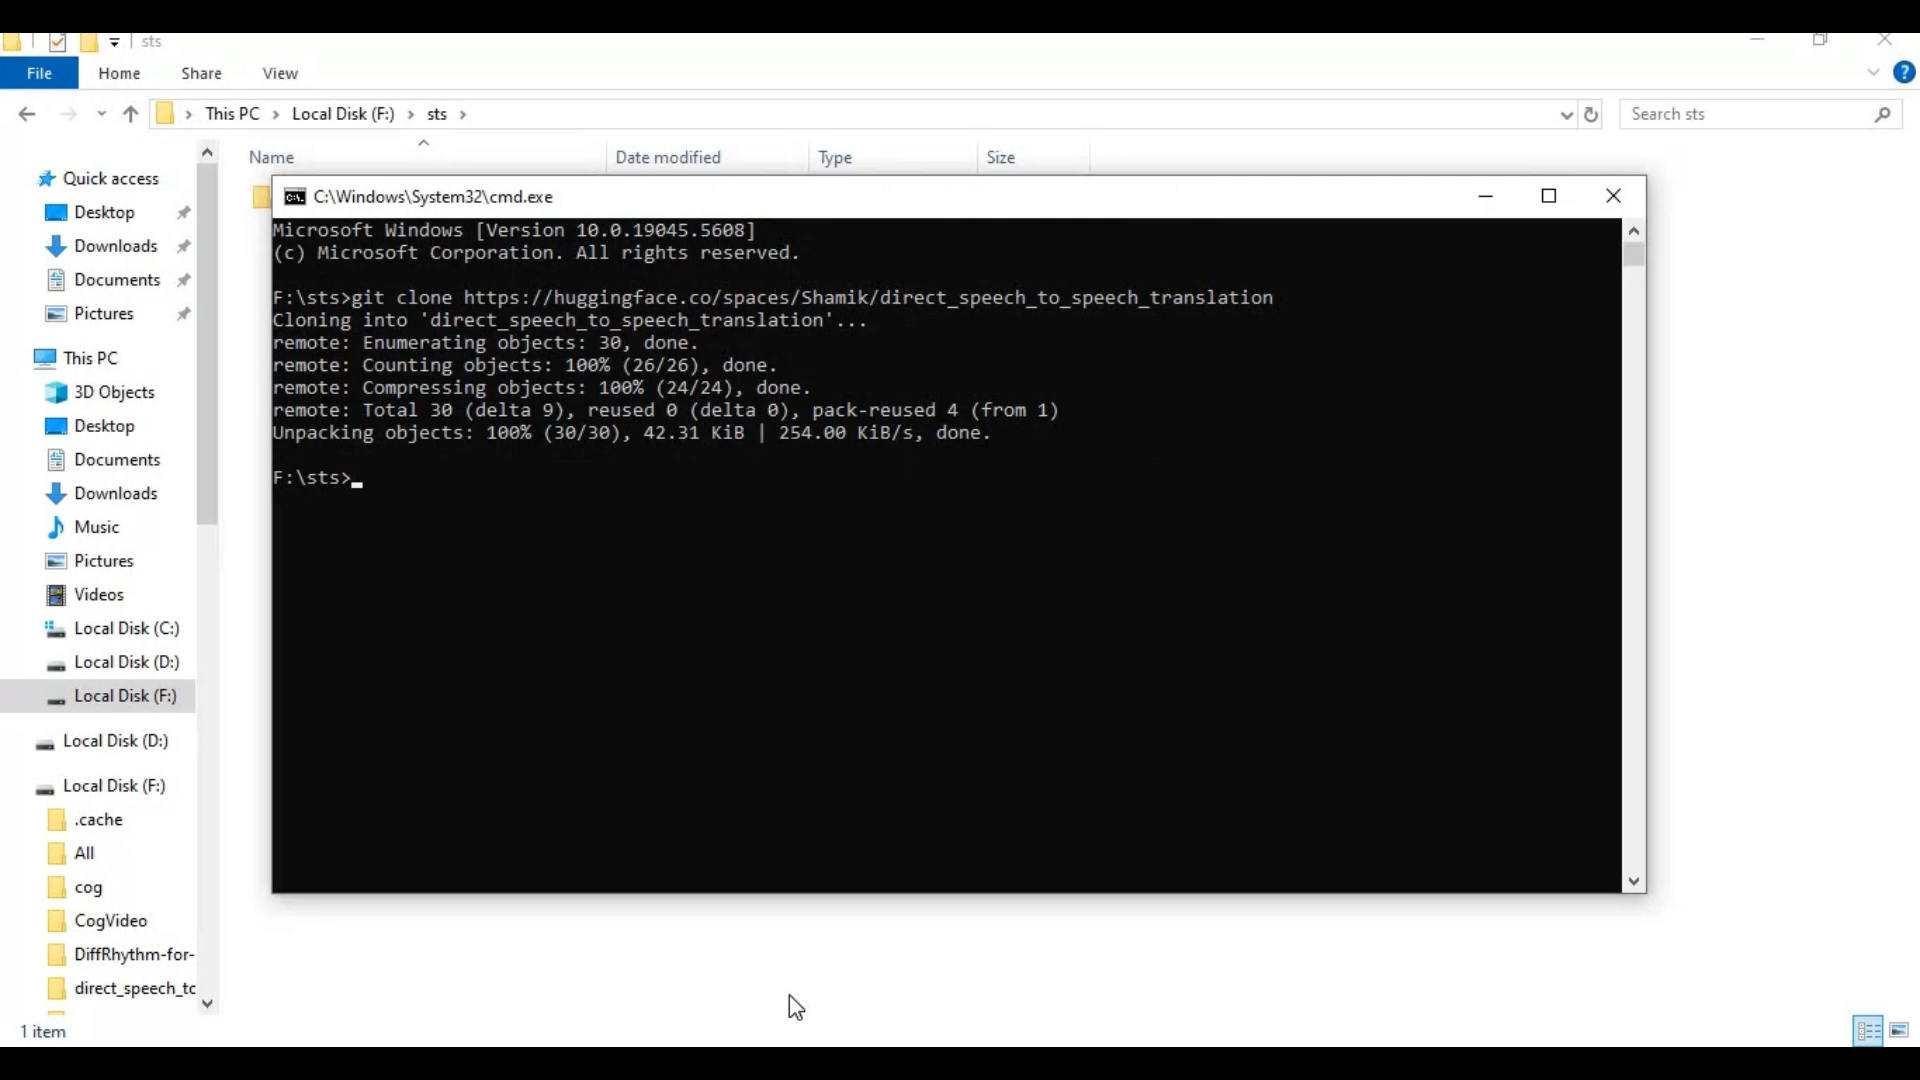 sts
File Home Share View
This PC > Local Disk (F:) > sts >
Search sts
Name Date modified Type Size
Quick access
Desktop
Downloads
Documents
Pictures
This PC
3D Objects
Desktop
Documents
Downloads
Music
Pictures
Videos
Local Disk (C:)
Local Disk (D:)
Local Disk (F:)
Local Disk (D:)
Local Disk (F:)
.cache
All
cog
CogVideo
DiffRhythm-for-
direct_speech_tc
1 item
C:\Windows\System32\cmd.exe
Microsoft Windows [Version 10.0.19045.5608]
(c) Microsoft Corporation. All rights reserved.
F:\sts>git clone https://huggingface.co/spaces/Shamik/direct_speech_to_speech_translation
Cloning into 'direct_speech_to_speech_translation'...
remote: Enumerating objects: 30, done.
remote: Counting objects: 100% (26/26), done.
remote: Compressing objects: 100% (24/24), done.
remote: Total 30 (delta 9), reused 0 (delta 0), pack-reused 4 (from 1)
Unpacking objects: 100% (30/30), 42.31 KiB | 254.00 KiB/s, done.
F:\sts>